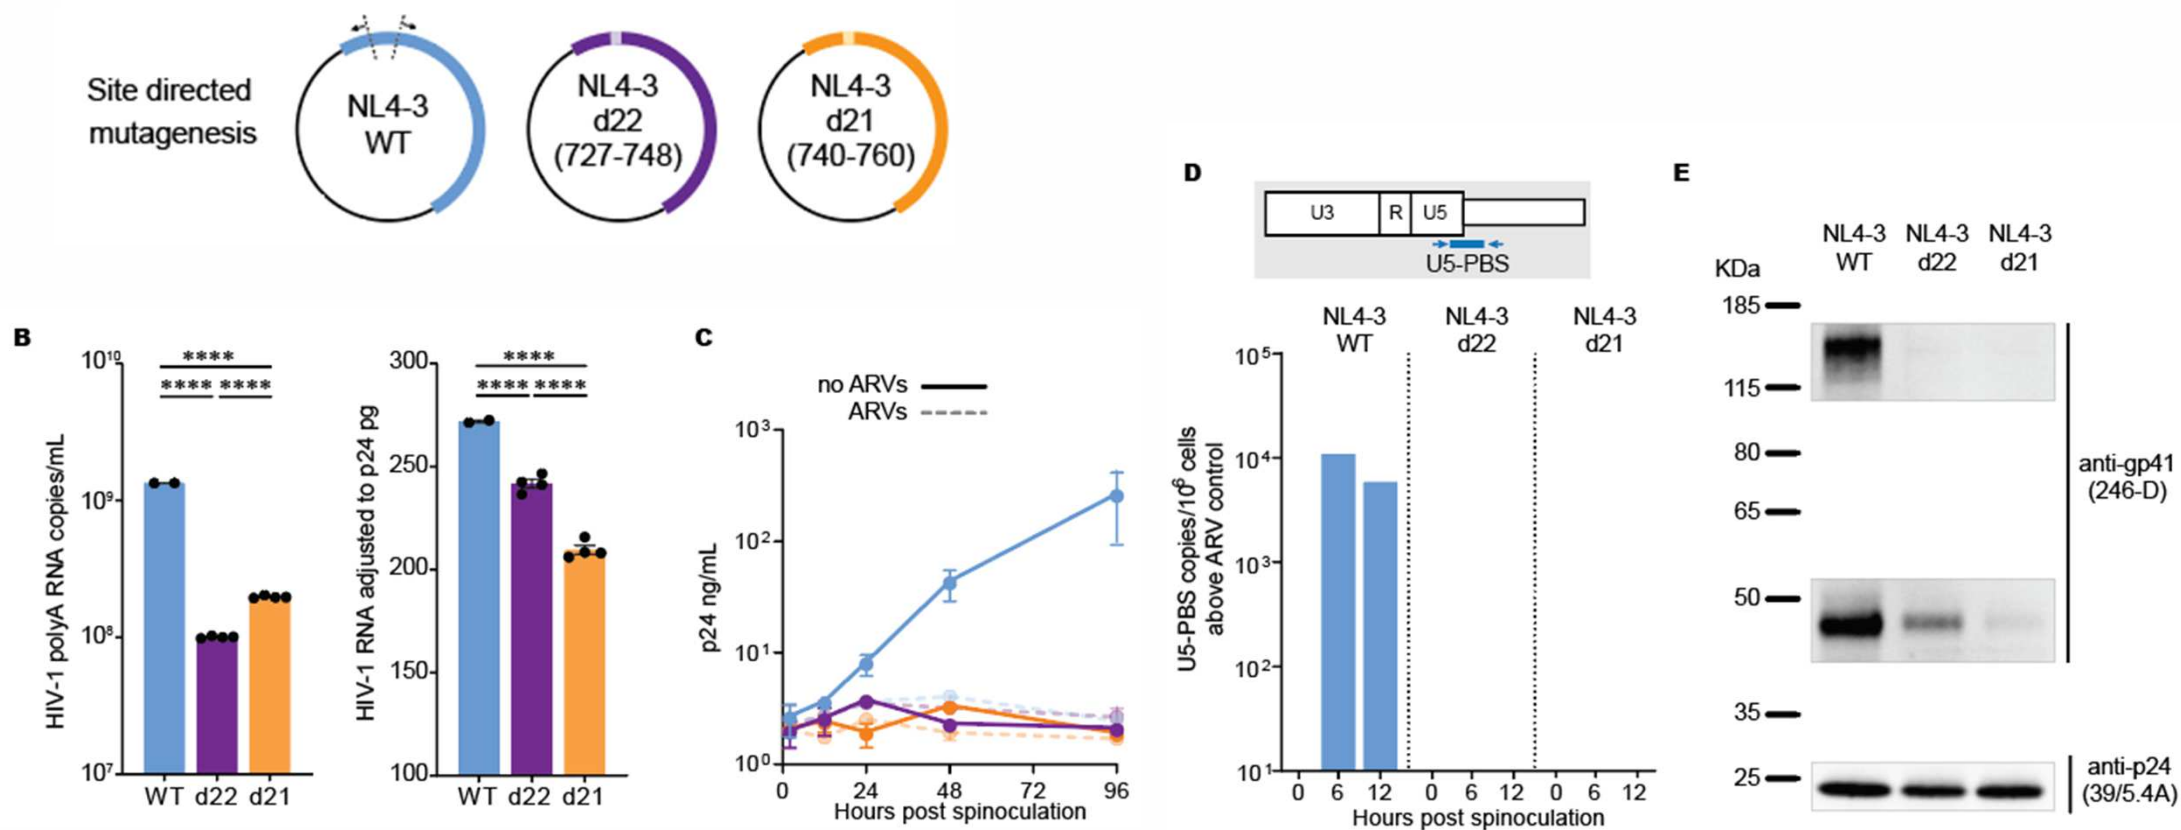 Site directed
mutagenesis
NL4-3
WT
NL4-3
d22
(727-748)
NL4-3
d21
(740-760)
B
HIV-1 polyA RNA copies/mL
10¹⁰
10⁹
10⁸
10⁷
****
**** ****
WT d22 d21
HIV-1 RNA adjusted to p24 pg
300
250
200
150
100
****
**** ****
WT d22 d21
C
no ARVs
ARVs
p24 ng/mL
10³
10²
10¹
10⁰
0 24 48 72 96
Hours post spinoculation
D
U3 R U5
U5-PBS
NL4-3
WT
NL4-3
d22
NL4-3
d21
U5-PBS copies/10⁶ cells
above ARV control
10⁵
10⁴
10³
10²
10¹
0 6 12 0 6 12 0 6 12
Hours post spinoculation
E
NL4-3
WT
NL4-3
d22
NL4-3
d21
KDa
185
115
80
65
50
35
25
anti-gp41
(246-D)
anti-p24
(39/5.4A)